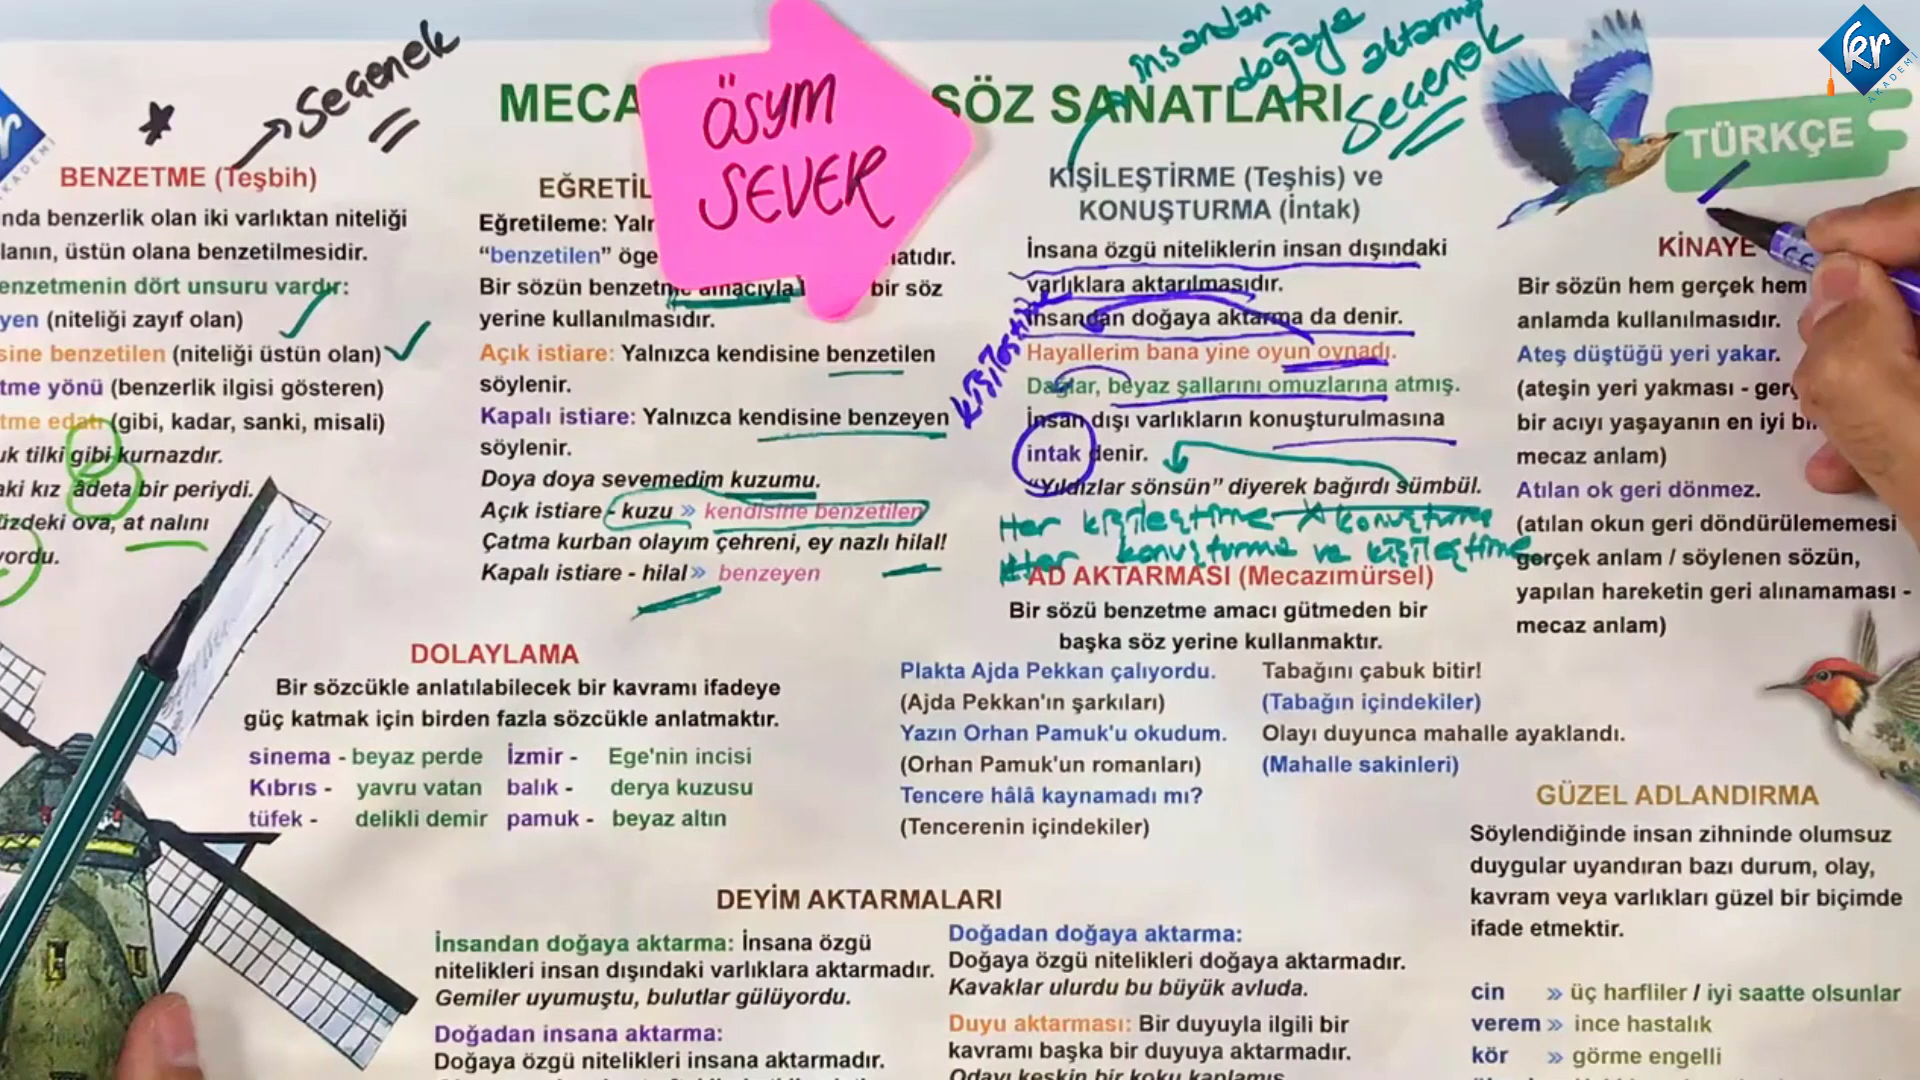 Segenek
insandan
doğaya
aktarma
Segenek
ÖSYM
SEVER
MECA
SÖZ SANATLARI
kr
AKADEMİ
TÜRKÇE
BENZETME (Teşbih)
nda benzerlik olan iki varlıktan niteliği
lanın, üstün olana benzetilmesidir.
enzetmenin dört unsuru vardır:
yen (niteliği zayıf olan)
sine benzetilen (niteliği üstün olan)
tme yönü (benzerlik ilgisi gösteren)
tme edatı (gibi, kadar, sanki, misali)
uk tilki gibi kurnazdır.
aki kız âdeta bir periydi.
üzdeki ova, at nalını
yordu.
EĞRETİL
Eğretileme: Yalr
“benzetilen” öge atıdır.
Bir sözün benzetme amacıyla bir söz
yerine kullanılmasıdır.
Açık istiare: Yalnızca kendisine benzetilen
söylenir.
Kapalı istiare: Yalnızca kendisine benzeyen
söylenir.
Doya doya sevemedim kuzumu.
Açık istiare - kuzu » kendisine benzetilen
Çatma kurban olayım çehreni, ey nazlı hilal!
Kapalı istiare - hilal » benzeyen
KİŞİLEŞTİRME (Teşhis) ve
KONUŞTURMA (İntak)
İnsana özgü niteliklerin insan dışındaki
varlıklara aktarılmasıdır.
İnsandan doğaya aktarma da denir.
Hayallerim bana yine oyun oynadı.
Dağlar, beyaz şallarını omuzlarına atmış.
İnsan dışı varlıkların konuşturulmasına
intak denir.
“Yıldızlar sönsün” diyerek bağırdı sümbül.
kişileştirme
Her kişileştirme konuşturma
Her konuşturma ve kişileştirme
AD AKTARMASI (Mecazımürsel)
Bir sözü benzetme amacı gütmeden bir
başka söz yerine kullanmaktır.
Plakta Ajda Pekkan çalıyordu.
(Ajda Pekkan'ın şarkıları)
Yazın Orhan Pamuk'u okudum.
(Orhan Pamuk'un romanları)
Tencere hâlâ kaynamadı mı?
(Tencerenin içindekiler)
Tabağını çabuk bitir!
(Tabağın içindekiler)
Olayı duyunca mahalle ayaklandı.
(Mahalle sakinleri)
KİNAYE
Bir sözün hem gerçek hem
anlamda kullanılmasıdır.
Ateş düştüğü yeri yakar.
(ateşin yeri yakması - gerç
bir acıyı yaşayanın en iyi bi
mecaz anlam)
Atılan ok geri dönmez.
(atılan okun geri döndürülememesi
gerçek anlam / söylenen sözün,
yapılan hareketin geri alınamaması -
mecaz anlam)
DOLAYLAMA
Bir sözcükle anlatılabilecek bir kavramı ifadeye
güç katmak için birden fazla sözcükle anlatmaktır.
sinema - beyaz perde İzmir - Ege'nin incisi
Kıbrıs - yavru vatan balık - derya kuzusu
tüfek - delikli demir pamuk - beyaz altın
GÜZEL ADLANDIRMA
Söylendiğinde insan zihninde olumsuz
duygular uyandıran bazı durum, olay,
kavram veya varlıkları güzel bir biçimde
ifade etmektir.
cin » üç harfliler / iyi saatte olsunlar
verem » ince hastalık
kör » görme engelli
DEYİM AKTARMALARI
İnsandan doğaya aktarma: İnsana özgü
nitelikleri insan dışındaki varlıklara aktarmadır.
Gemiler uyumuştu, bulutlar gülüyordu.
Doğadan insana aktarma:
Doğaya özgü nitelikleri insana aktarmadır.
Doğadan doğaya aktarma:
Doğaya özgü nitelikleri doğaya aktarmadır.
Kavaklar ulurdu bu büyük avluda.
Duyu aktarması: Bir duyuyla ilgili bir
kavramı başka bir duyuya aktarmadır.
Odayı keskin bir koku kaplamış